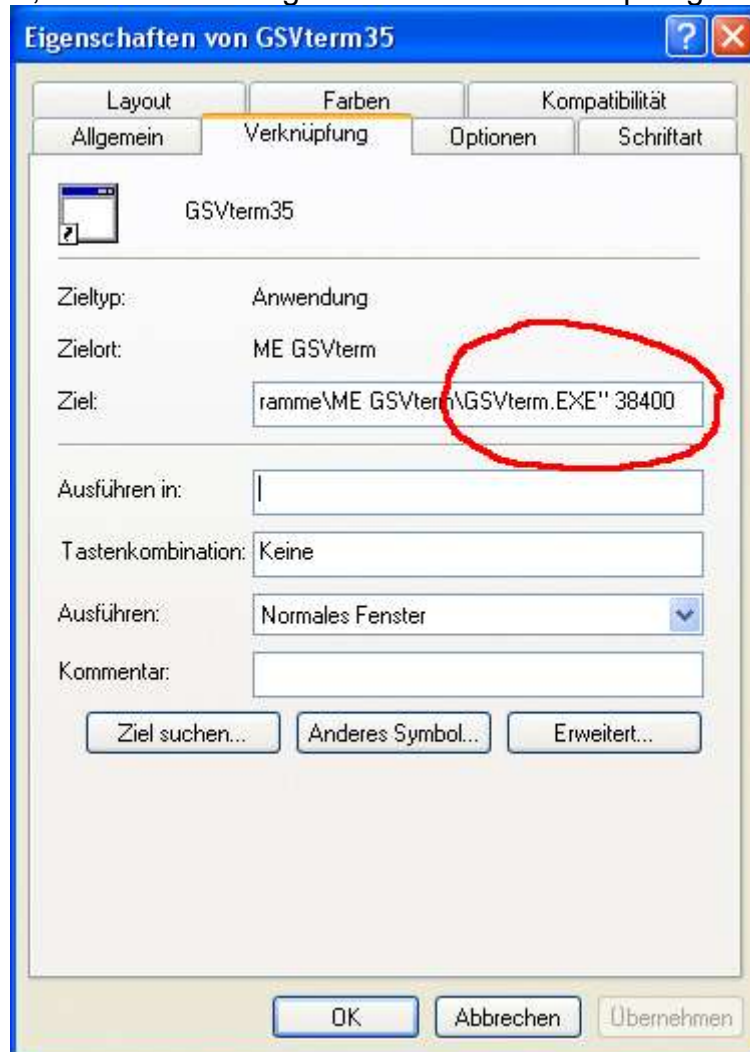 Eigenschaften von GSVterm35
Layout Farben Kompatibilität
Allgemein Verknüpfung Optionen Schriftart
GSVterm35
Zieltyp: Anwendung
Zielort: ME GSVterm
Ziel: ramme\ME GSVterm\GSVterm.EXE" 38400
Ausführen in:
Tastenkombination: Keine
Ausführen: Normales Fenster
Kommentar:
Ziel suchen... Anderes Symbol... Erweitert...
OK Abbrechen Übernehmen